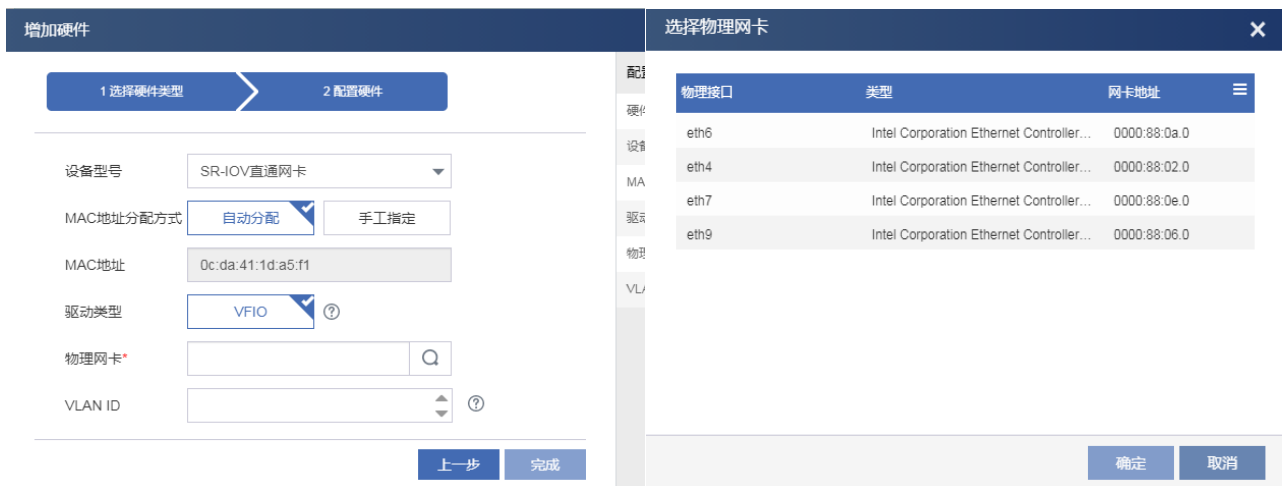 增加硬件
1 选择硬件类型
2 配置硬件
设备型号
SR-IOV直通网卡
MAC地址分配方式
自动分配
手工指定
MAC地址
0c:da:41:1d:a5:f1
驱动类型
VFIO
物理网卡*
VLAN ID
上一步
完成
硬件
MA
物理
VLA
选择物理网卡
物理接口 类型 网卡地址
eth6 Intel Corporation Ethernet Controller... 0000:88:0a.0
eth4 Intel Corporation Ethernet Controller... 0000:88:02.0
eth7 Intel Corporation Ethernet Controller... 0000:88:0e.0
eth9 Intel Corporation Ethernet Controller... 0000:88:06.0
确定
取消